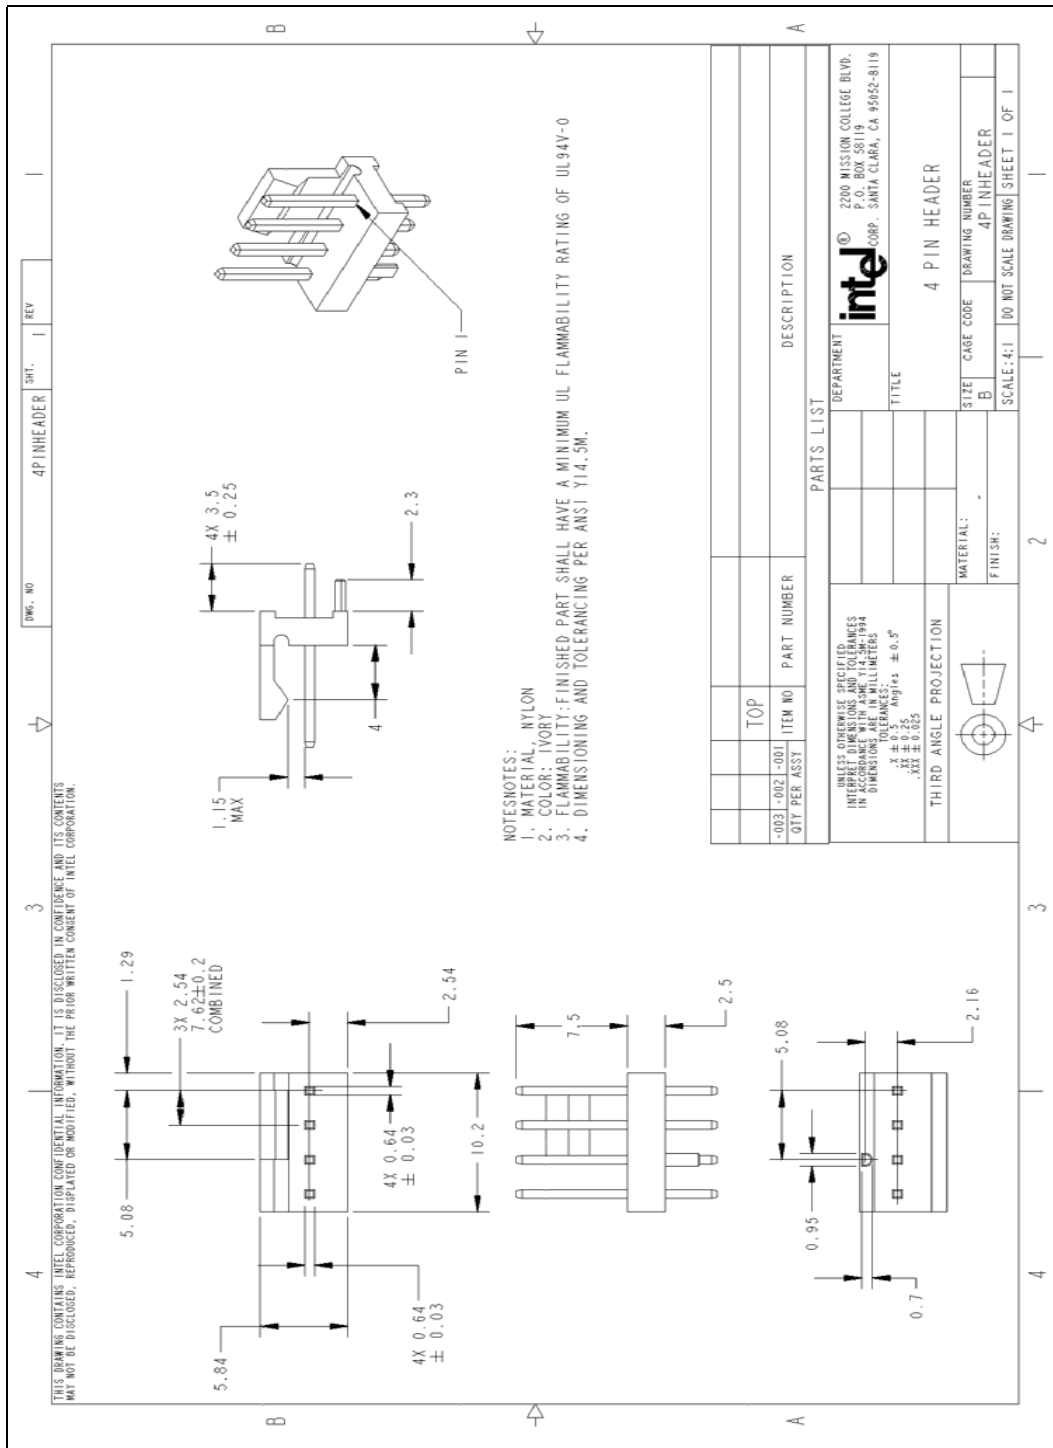 DWG. NO
4PINHEADER
SHT.
1
REV
4
3
2
1
THIS DRAWING CONTAINS INTEL CORPORATION CONFIDENTIAL INFORMATION. IT IS DISCLOSED IN CONFIDENCE AND ITS CONTENTS
MAY NOT BE DISCLOSED, REPRODUCED, DISPLAYED OR MODIFIED, WITHOUT THE PRIOR WRITTEN CONSENT OF INTEL CORPORATION.
B
B
5.08
1.29
3X 2.54
7.62±0.2
COMBINED
5.84
2.54
4X 0.64
± 0.03
4X 0.64
± 0.03
10.2
7.5
2.5
5.08
0.95
0.7
2.16
1.15
MAX
4X 3.5
± 0.25
2.3
4
PIN 1
NOTESNOTES:
1. MATERIAL, NYLON
2. COLOR: IVORY
3. FLAMMABILITY:FINISHED PART SHALL HAVE A MINIMUM UL FLAMMABILITY RATING OF UL94V-0
4. DIMENSIONING AND TOLERANCING PER ANSI Y14.5M.
A
A
TOP
-003 -002 -001 ITEM NO PART NUMBER DESCRIPTION
QTY PER ASSY
PARTS LIST
UNLESS OTHERWISE SPECIFIED
INTERPRET DIMENSIONS AND TOLERANCES
IN ACCORDANCE WITH ASME Y14.5M-1994
DIMENSIONS ARE IN MILLIMETERS
TOLERANCES:
.X ± 0.5 Angles ±0.5°
.XX ± 0.25
.XXX ± 0.025
THIRD ANGLE PROJECTION
MATERIAL: -
FINISH:
DEPARTMENT
intel®
CORP.
2200 MISSION COLLEGE BLVD.
P.O. BOX 58119
SANTA CLARA, CA 95052-8119
TITLE
4 PIN HEADER
SIZE
B
CAGE CODE
DRAWING NUMBER
4PINHEADER
SCALE:4:1
DO NOT SCALE DRAWING
SHEET 1 OF 1
4
3
2